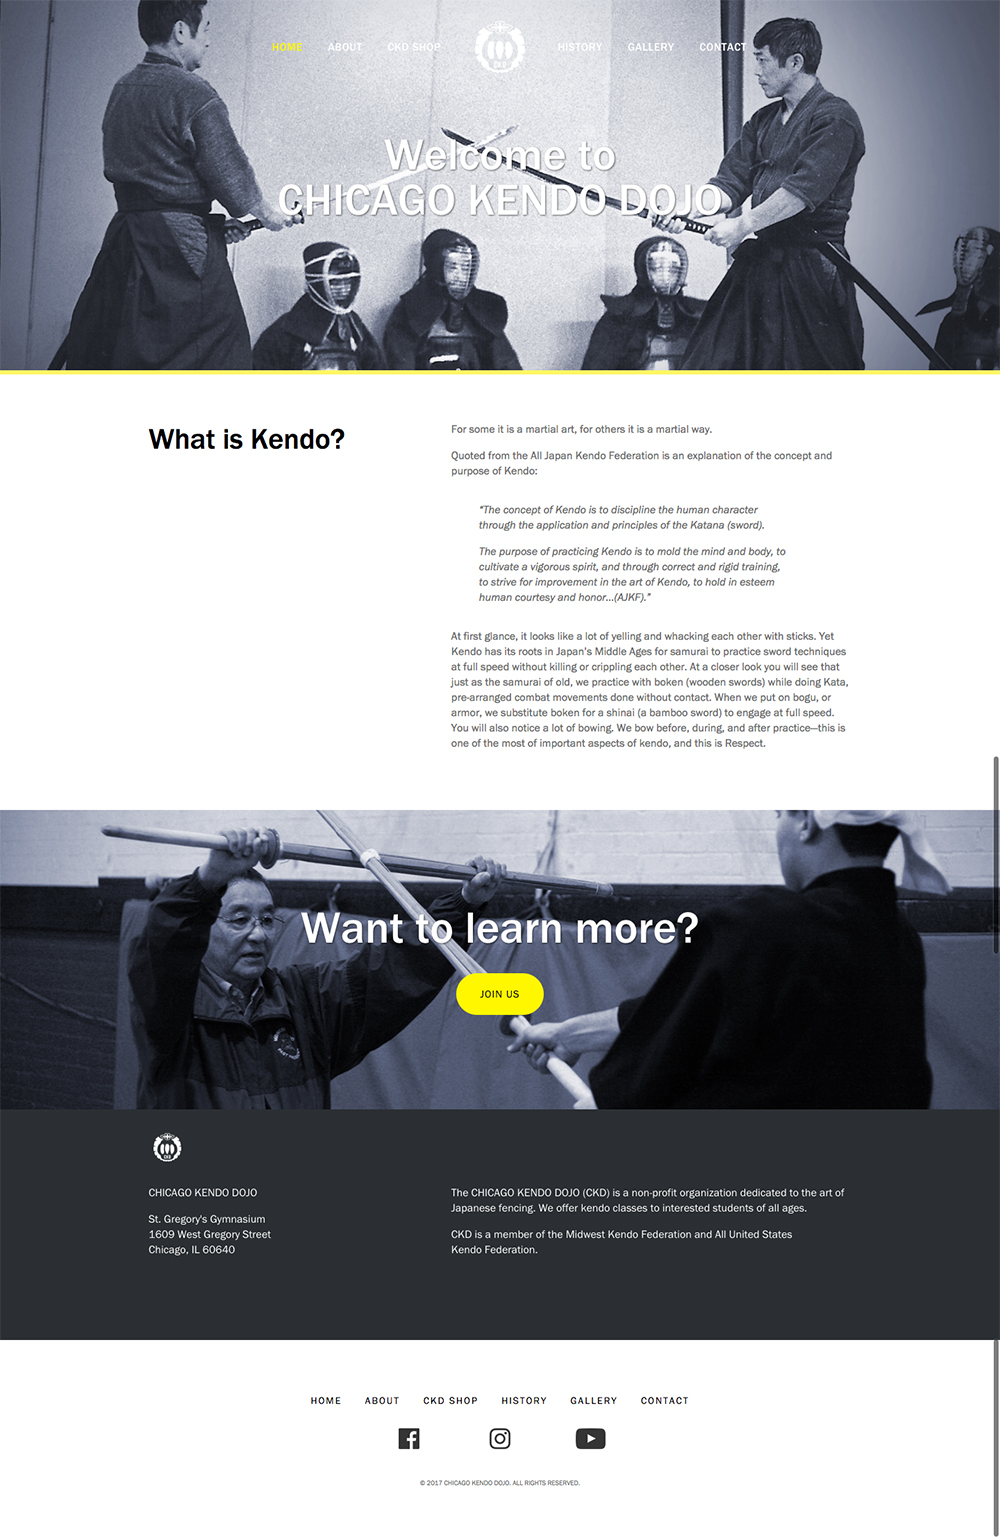 HOME ABOUT CKD SHOP HISTORY GALLERY CONTACT
CKD
Welcome to
CHICAGO KENDO DOJO
What is Kendo?
For some it is a martial art, for others it is a martial way.
Quoted from the All Japan Kendo Federation is an explanation of the concept and
purpose of Kendo:
“The concept of Kendo is to discipline the human character
through the application and principles of the Katana (sword).
The purpose of practicing Kendo is to mold the mind and body, to
cultivate a vigorous spirit, and through correct and rigid training,
to strive for improvement in the art of Kendo, to hold in esteem
human courtesy and honor...(AJKF).”
At first glance, it looks like a lot of yelling and whacking each other with sticks. Yet
Kendo has its roots in Japan's Middle Ages for samurai to practice sword techniques
at full speed without killing or crippling each other. At a closer look you will see that
just as the samurai of old, we practice with boken (wooden swords) while doing Kata,
pre-arranged combat movements done without contact. When we put on bogu, or
armor, we substitute boken for a shinai (a bamboo sword) to engage at full speed.
You will also notice a lot of bowing. We bow before, during, and after practice—this is
one of the most of important aspects of kendo, and this is Respect.
Want to learn more?
JOIN US
CKD
CHICAGO KENDO DOJO
St. Gregory's Gymnasium
1609 West Gregory Street
Chicago, IL 60640
The CHICAGO KENDO DOJO (CKD) is a non-profit organization dedicated to the art of
Japanese fencing. We offer kendo classes to interested students of all ages.
CKD is a member of the Midwest Kendo Federation and All United States
Kendo Federation.
HOME ABOUT CKD SHOP HISTORY GALLERY CONTACT
© 2017 CHICAGO KENDO DOJO. ALL RIGHTS RESERVED.